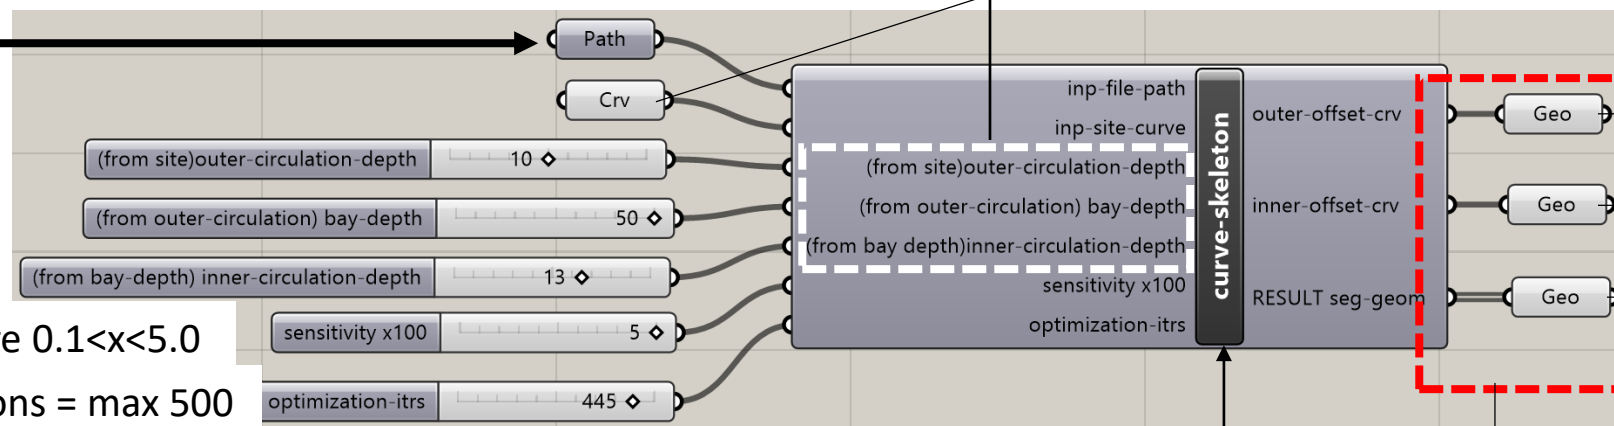 Path
Crv
(from site)outer-circulation-depth 10
(from outer-circulation) bay-depth 50
(from bay-depth) inner-circulation-depth 13
sensitivity x100 5
optimization-itrs 445
0.1<x<5.0
= max 500
inp-file-path
inp-site-curve
(from site)outer-circulation-depth
(from outer-circulation) bay-depth
(from bay depth)inner-circulation-depth
sensitivity x100
optimization-itrs
curve-skeleton
outer-offset-crv
inner-offset-crv
RESULT seg-geom
Geo
Geo
Geo